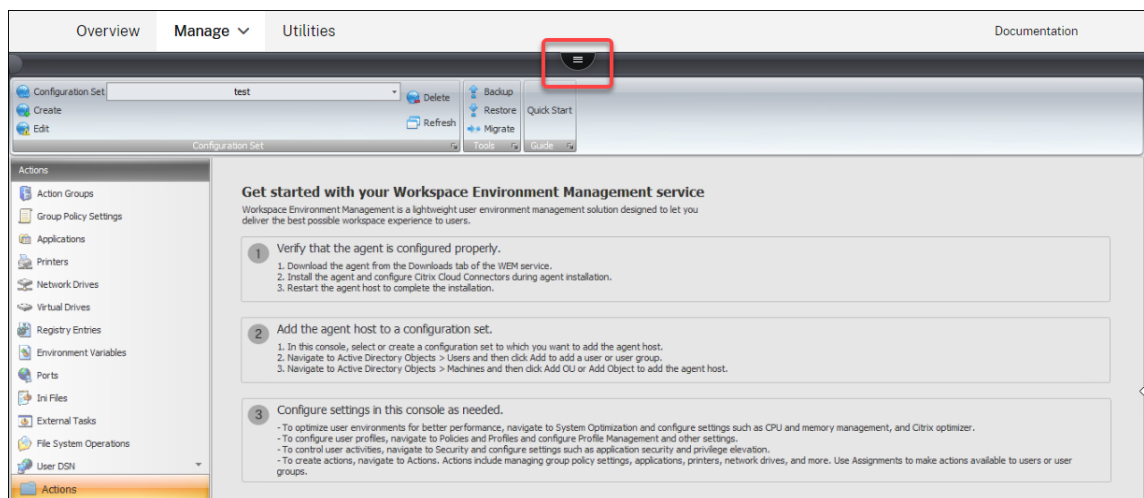 Overview Manage Utilities Documentation
Configuration Set test
Create
Edit
Delete
Refresh
Configuration Set
Backup
Restore
Migrate
Tools
Quick Start
Guide
Actions
Action Groups
Group Policy Settings
Applications
Printers
Network Drives
Virtual Drives
Registry Entries
Environment Variables
Ports
Ini Files
External Tasks
File System Operations
User DSN
Actions
Get started with your Workspace Environment Management service
Workspace Environment Management is a lightweight user environment management solution designed to let you
deliver the best possible workspace experience to users.
1 Verify that the agent is configured properly.
1. Download the agent from the Downloads tab of the WEM service.
2. Install the agent and configure Citrix Cloud Connectors during agent installation.
3. Restart the agent host to complete the installation.
2 Add the agent host to a configuration set.
1. In this console, select or create a configuration set to which you want to add the agent host.
2. Navigate to Active Directory Objects > Users and then click Add to add a user or user group.
3. Navigate to Active Directory Objects > Machines and then click Add OU or Add Object to add the agent host.
3 Configure settings in this console as needed.
- To optimize user environments for better performance, navigate to System Optimization and configure settings such as CPU and memory management, and Citrix optimizer.
- To configure user profiles, navigate to Policies and Profiles and configure Profile Management and other settings.
- To control user activities, navigate to Security and configure settings such as application security and privilege elevation.
- To create actions, navigate to Actions. Actions include managing group policy settings, applications, printers, network drives, and more. Use Assignments to make actions available to users or user
groups.